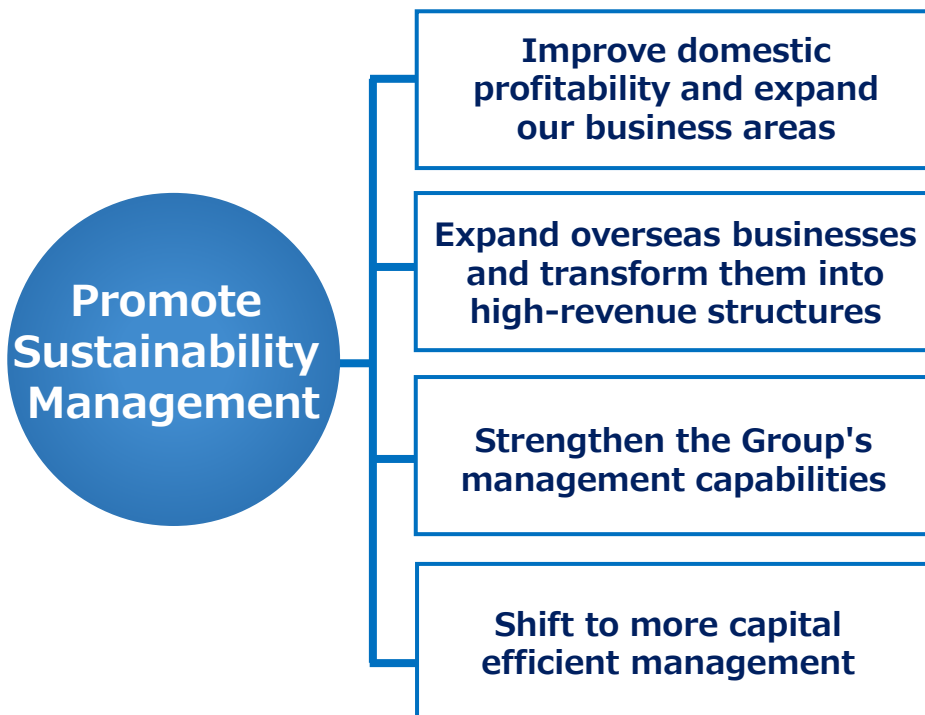 Promote
Sustainability
Management
Improve domestic
profitability and expand
our business areas
Expand overseas businesses
and transform them into
high-revenue structures
Strengthen the Group's
management capabilities
Shift to more capital
efficient management